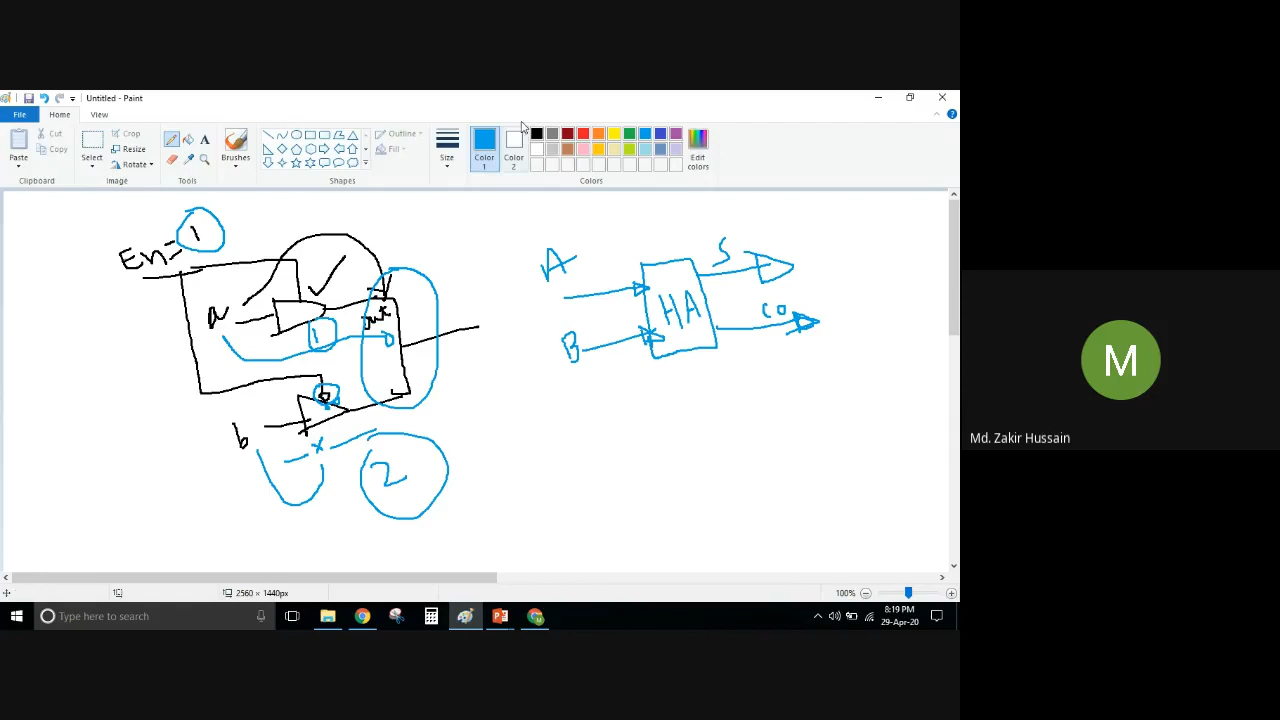 Untitled - Paint
File
Home
View
Paste
Cut
Copy
Clipboard
Select
Crop
Resize
Rotate
Image
Tools
Brushes
Shapes
Outline
Fill
Size
Color 1
Color 2
Edit colors
Colors
En = 1
a
1
b
x
2
A
B
HA
S
co
M
Md. Zakir Hussain
2560 × 1440px
100%
Type here to search
8:19 PM
29-Apr-20